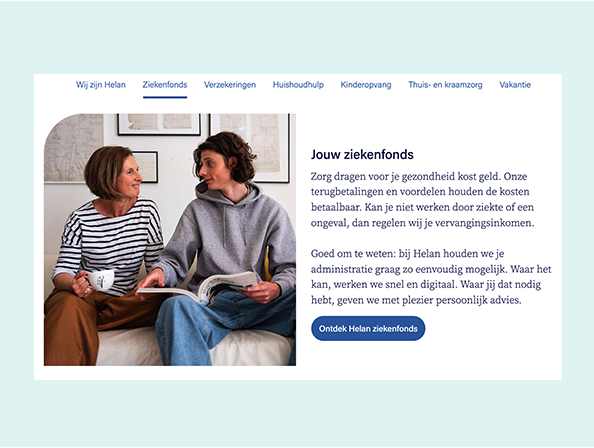 Wij zijn Helan Ziekenfonds Verzekeringen Huishoudhulp Kinderopvang Thuis- en kraamzorg Vakantie
Jouw ziekenfonds
Zorg dragen voor je gezondheid kost geld. Onze
terugbetalingen en voordelen houden de kosten
betaalbaar. Kan je niet werken door ziekte of een
ongeval, dan regelen wij je vervangingsinkomen.
Goed om te weten: bij Helan houden we je
administratie graag zo eenvoudig mogelijk. Waar het
kan, werken we snel en digitaal. Waar jij dat nodig
hebt, geven we met plezier persoonlijk advies.
Ontdek Helan ziekenfonds